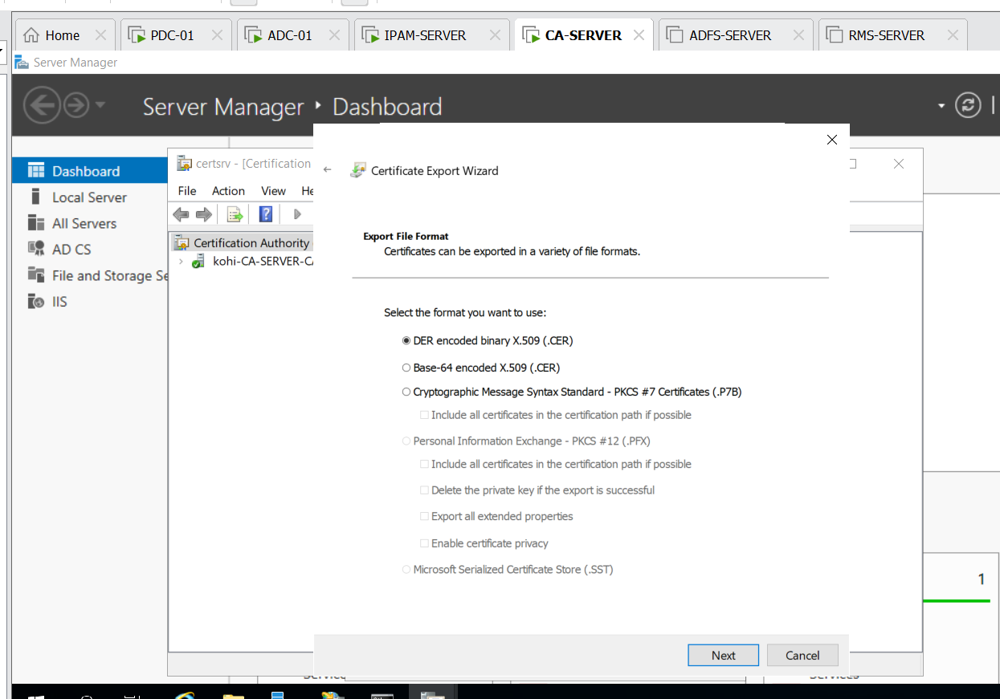 Home
PDC-01
ADC-01
IPAM-SERVER
CA-SERVER
ADFS-SERVER
RMS-SERVER
Server Manager
Server Manager
Dashboard
Dashboard
Local Server
All Servers
AD CS
File and Storage Se
IIS
certsrv - [Certification
File Action View He
Certification Authority
kohi-CA-SERVER-CA
Certificate Export Wizard
Export File Format
Certificates can be exported in a variety of file formats.
Select the format you want to use:
DER encoded binary X.509 (.CER)
Base-64 encoded X.509 (.CER)
Cryptographic Message Syntax Standard - PKCS #7 Certificates (.P7B)
Include all certificates in the certification path if possible
Personal Information Exchange - PKCS #12 (.PFX)
Include all certificates in the certification path if possible
Delete the private key if the export is successful
Export all extended properties
Enable certificate privacy
Microsoft Serialized Certificate Store (.SST)
1
Next
Cancel